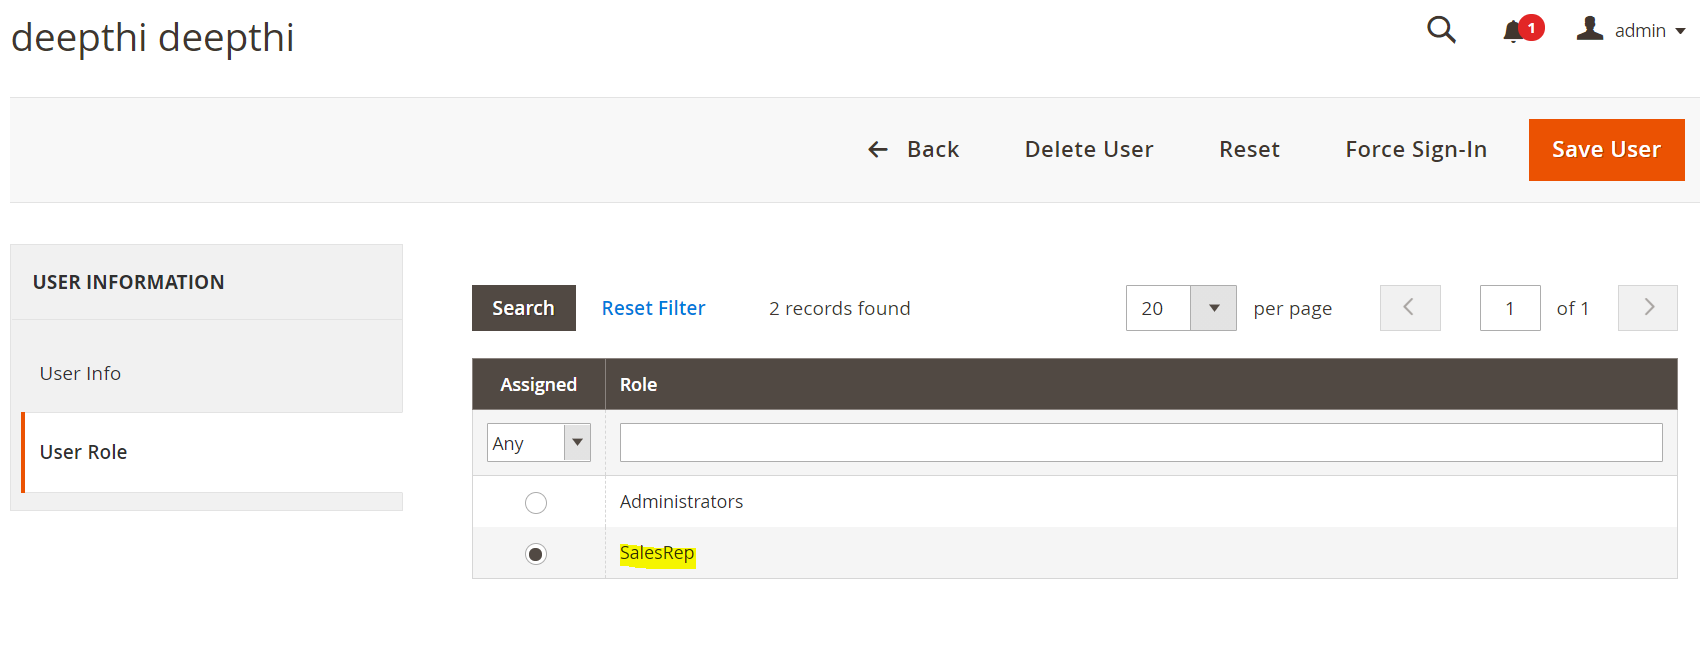 deepthi deepthi
1
admin
Back
Delete User
Reset
Force Sign-In
Save User
USER INFORMATION
User Info
User Role
Search
Reset Filter
2 records found
20
per page
1
of 1
Assigned
Role
Any
Administrators
SalesRep